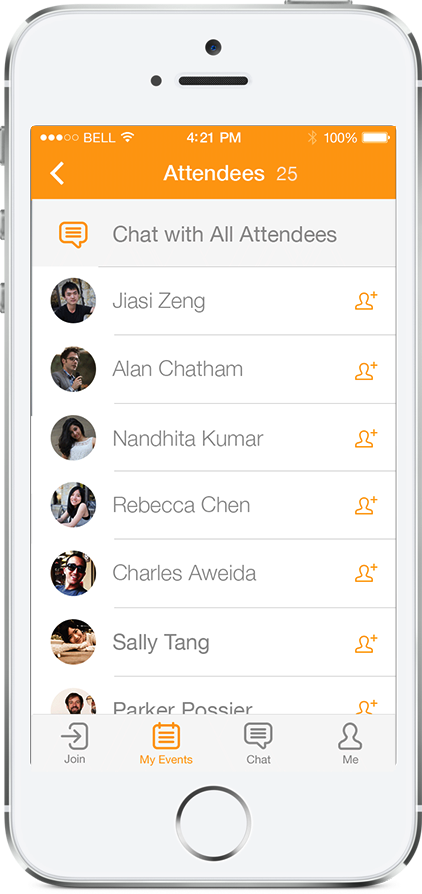 BELL 4:21 PM 100%
Attendees 25
Chat with All Attendees
Jiasi Zeng
Alan Chatham
Nandhita Kumar
Rebecca Chen
Charles Aweida
Sally Tang
Parker Possier
Join My Events Chat Me